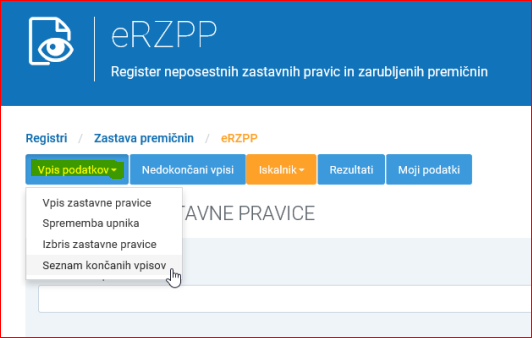 eRZPP
Register neposestnih zastavnih pravic in zarubljenih premičnin
Registri / Zastava premičnin / eRZPP
Vpis podatkov Nedokončani vpisi Iskalnik Rezultati Moji podatki
Vpis zastavne pravice
Sprememba upnika
Izbris zastavne pravice
Seznam končanih vpisov
TAVNE PRAVICE